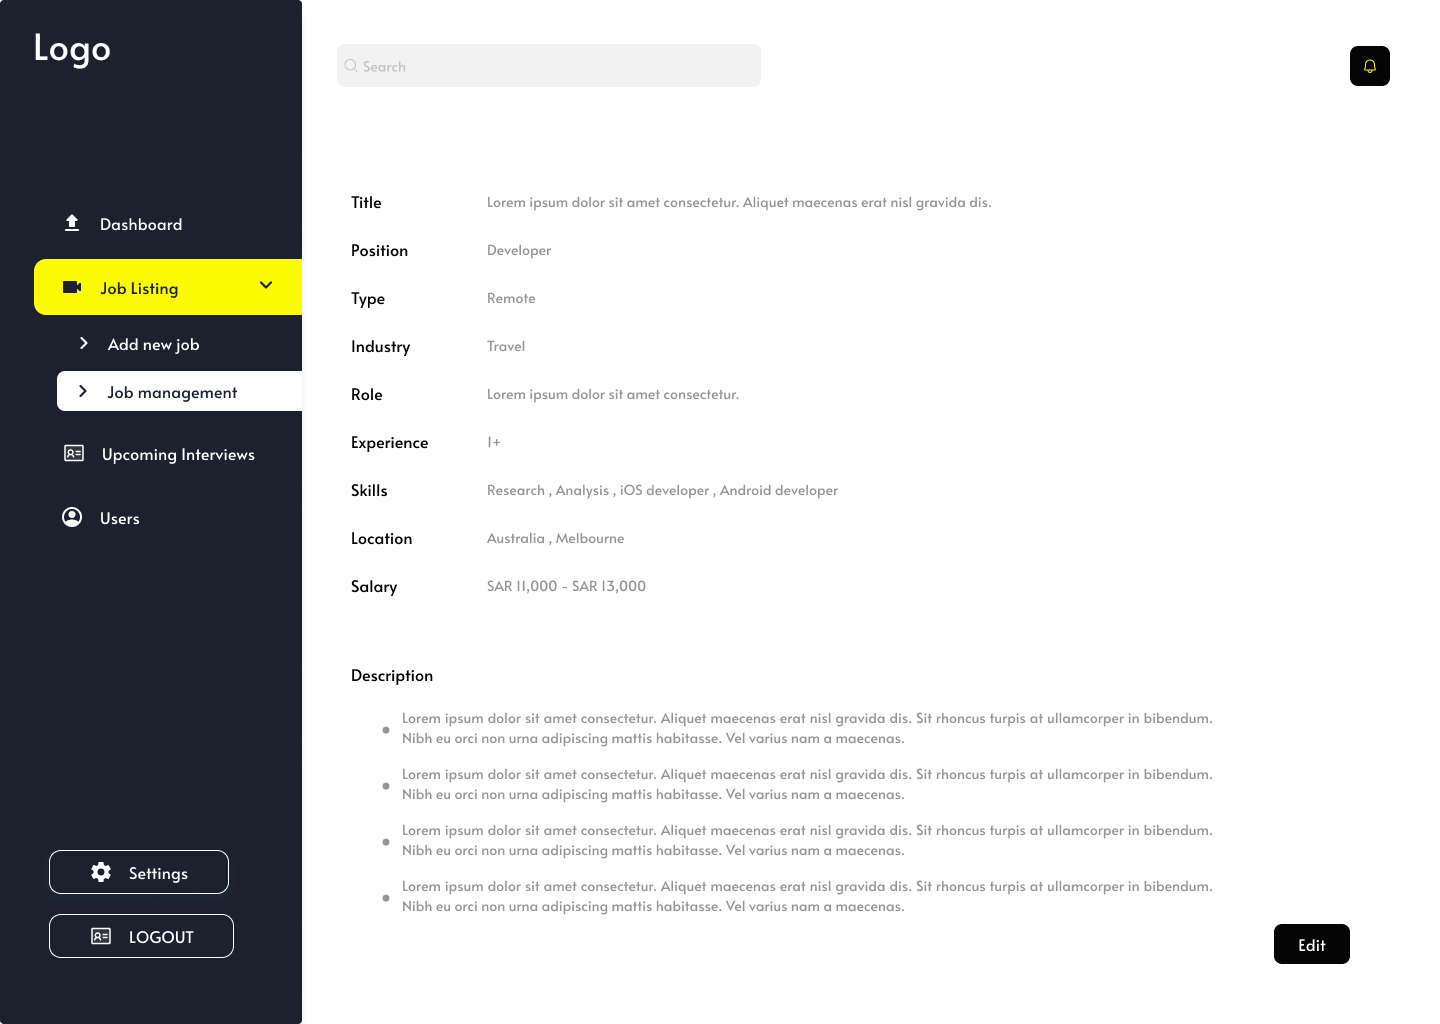 Logo
Search
Dashboard
Job Listing
Add new job
Job management
Upcoming Interviews
Users
Settings
LOGOUT
Title Lorem ipsum dolor sit amet consectetur. Aliquet maecenas erat nisl gravida dis.
Position Developer
Type Remote
Industry Travel
Role Lorem ipsum dolor sit amet consectetur.
Experience 1+
Skills Research , Analysis , iOS developer , Android developer
Location Australia , Melbourne
Salary SAR 11,000 - SAR 13,000
Description
Lorem ipsum dolor sit amet consectetur. Aliquet maecenas erat nisl gravida dis. Sit rhoncus turpis at ullamcorper in bibendum.
Nibh eu orci non urna adipiscing mattis habitasse. Vel varius nam a maecenas.
Lorem ipsum dolor sit amet consectetur. Aliquet maecenas erat nisl gravida dis. Sit rhoncus turpis at ullamcorper in bibendum.
Nibh eu orci non urna adipiscing mattis habitasse. Vel varius nam a maecenas.
Lorem ipsum dolor sit amet consectetur. Aliquet maecenas erat nisl gravida dis. Sit rhoncus turpis at ullamcorper in bibendum.
Nibh eu orci non urna adipiscing mattis habitasse. Vel varius nam a maecenas.
Lorem ipsum dolor sit amet consectetur. Aliquet maecenas erat nisl gravida dis. Sit rhoncus turpis at ullamcorper in bibendum.
Nibh eu orci non urna adipiscing mattis habitasse. Vel varius nam a maecenas.
Edit